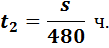 t₂ = s/480 ч.